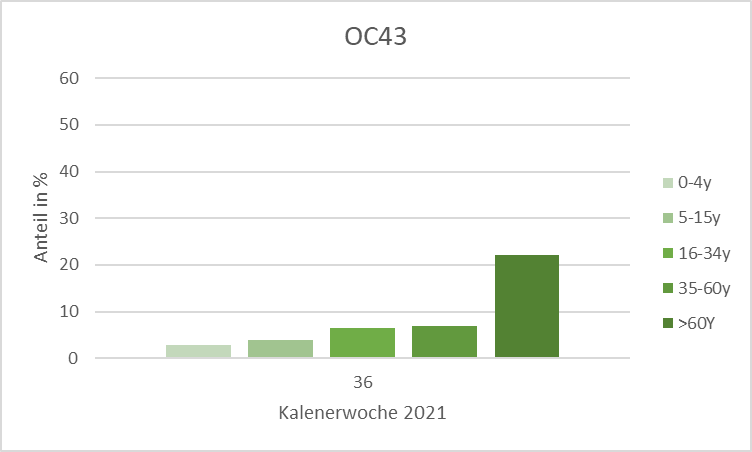 OC43
60
50
40
30
20
10
0
Anteil in %
36
Kalenerwoche 2021
0-4y
5-15y
16-34y
35-60y
>60Y